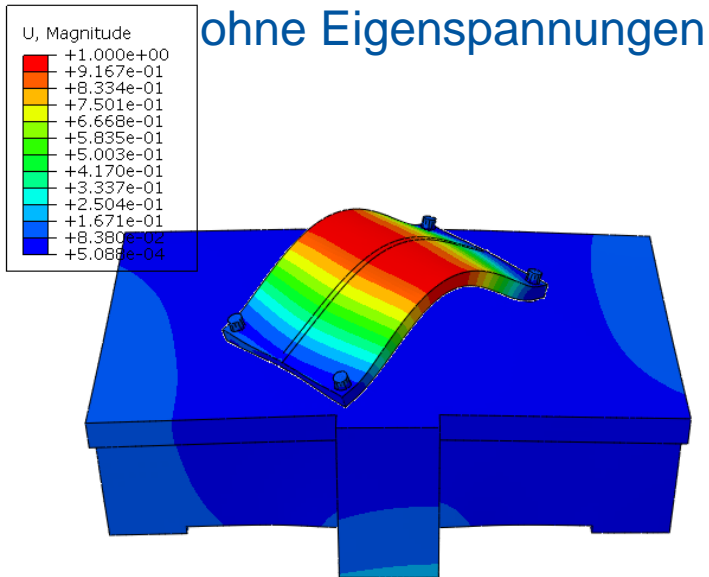 ohne Eigenspannungen
U, Magnitude
+1.000e+00
+9.167e-01
+8.334e-01
+7.501e-01
+6.668e-01
+5.835e-01
+5.003e-01
+4.170e-01
+3.337e-01
+2.504e-01
+1.671e-01
+8.380e-02
+5.088e-04